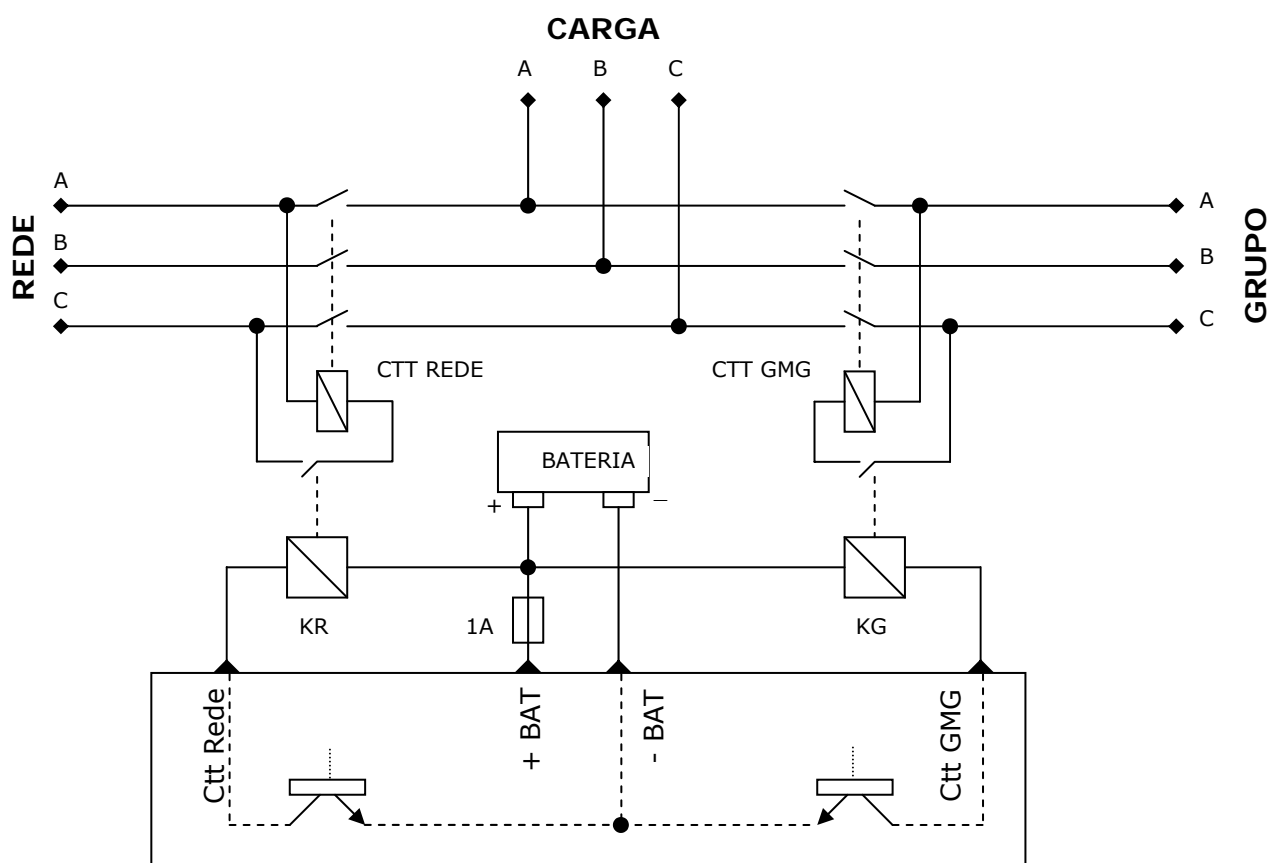 CARGA
A B C
A A
REDE
B B
GRUPO
C C
CTT REDE CTT GMG
BATERIA
+ −
KR 1A KG
Ctt Rede
+ BAT
- BAT
Ctt GMG